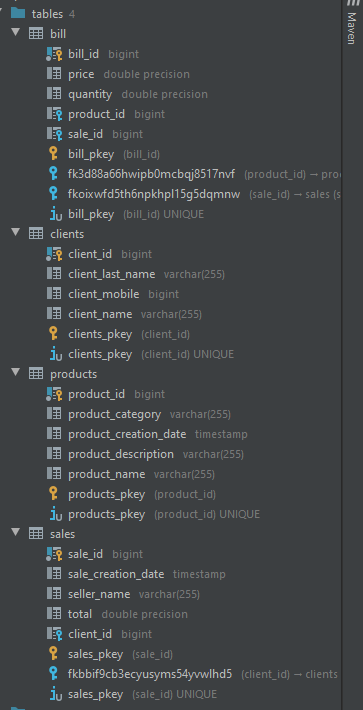 tables 4
bill
bill_id bigint
price double precision
quantity double precision
product_id bigint
sale_id bigint
bill_pkey (bill_id)
fk3d88a66hwipb0mcbqj8517nvf (product_id) → prod
fkoixwfd5th6npkhpl15g5dqmnw (sale_id) → sales (s
bill_pkey (bill_id) UNIQUE
clients
client_id bigint
client_last_name varchar(255)
client_mobile bigint
client_name varchar(255)
clients_pkey (client_id)
clients_pkey (client_id) UNIQUE
products
product_id bigint
product_category varchar(255)
product_creation_date timestamp
product_description varchar(255)
product_name varchar(255)
products_pkey (product_id)
products_pkey (product_id) UNIQUE
sales
sale_id bigint
sale_creation_date timestamp
seller_name varchar(255)
total double precision
client_id bigint
sales_pkey (sale_id)
fkbbif9cb3ecyusyms54yvwlhd5 (client_id) → clients
sales_pkey (sale_id) UNIQUE
Maven